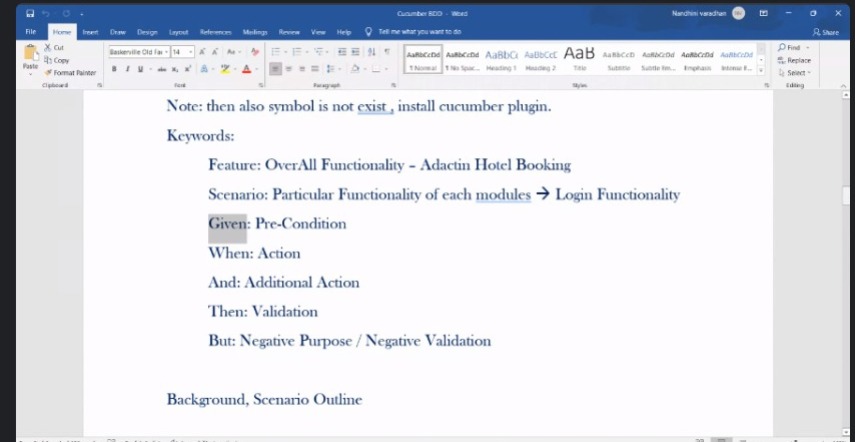 Cucumber BDD - Word
Nandhini varadhan
File Home Insert Draw Design Layout References Mailings Review View Help Tell me what you want to do Share
Cut
Copy
Format Painter
Paste
Baskerville Old Fac 14
AaBbCcDd AaBbCcDd AaBbCc AaBbCcC AaB AaBbCcD AaBbCcDd AaBbCcDd AaBbCcDd
¶ Normal ¶ No Spac... Heading 1 Heading 2 Title Subtitle Subtle Em... Emphasis Intense E...
Find
Replace
Select
Clipboard Font Paragraph Styles Editing
Note: then also symbol is not exist , install cucumber plugin.
Keywords:
Feature: OverAll Functionality – Adactin Hotel Booking
Scenario: Particular Functionality of each modules → Login Functionality
Given: Pre-Condition
When: Action
And: Additional Action
Then: Validation
But: Negative Purpose / Negative Validation
Background, Scenario Outline